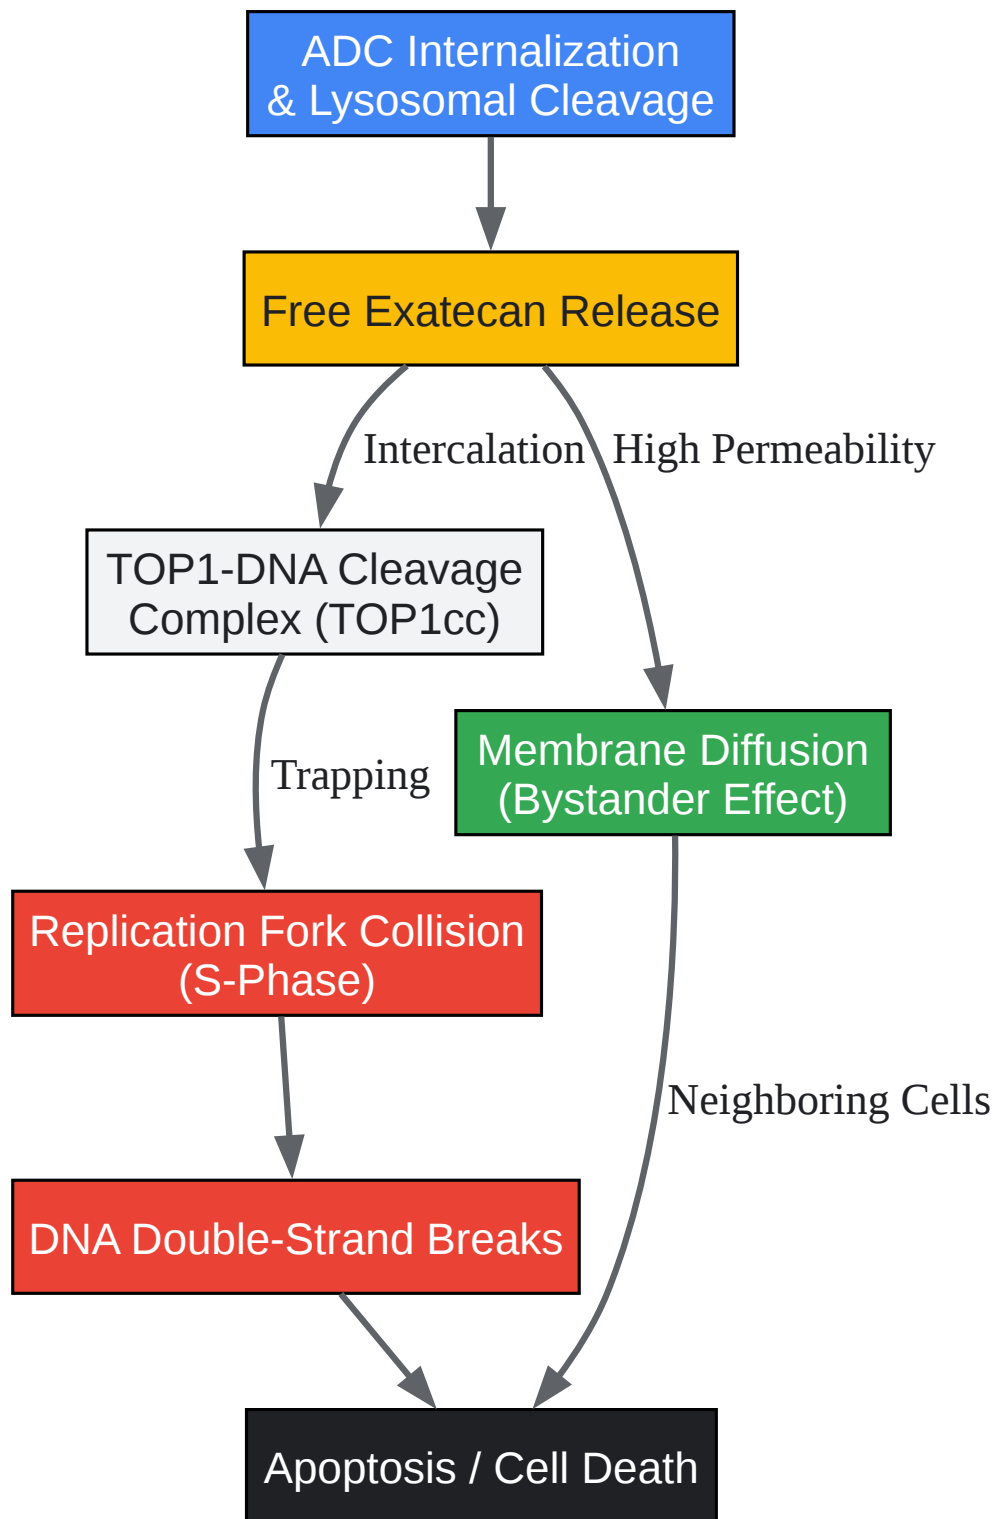 ADC Internalization
& Lysosomal Cleavage
Free Exatecan Release
Intercalation
High Permeability
TOP1-DNA Cleavage
Complex (TOP1cc)
Membrane Diffusion
(Bystander Effect)
Trapping
Replication Fork Collision
(S-Phase)
Neighboring Cells
DNA Double-Strand Breaks
Apoptosis / Cell Death